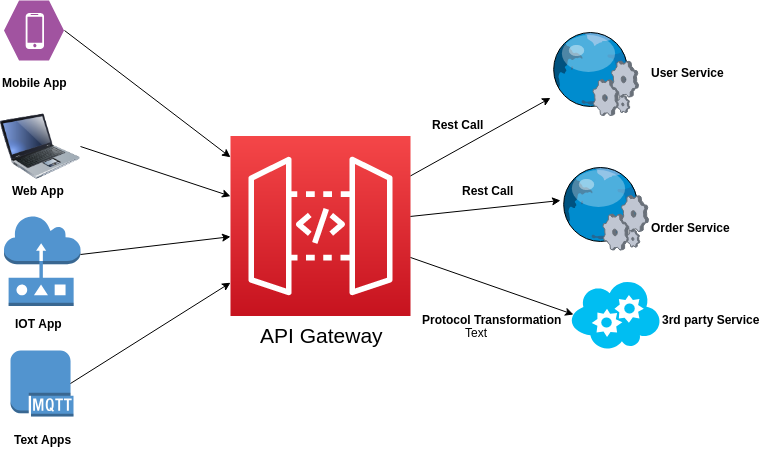 Mobile App
Web App
IOT App
MQTT
Text Apps
API Gateway
Rest Call
Rest Call
Protocol Transformation
Text
User Service
Order Service
3rd party Service